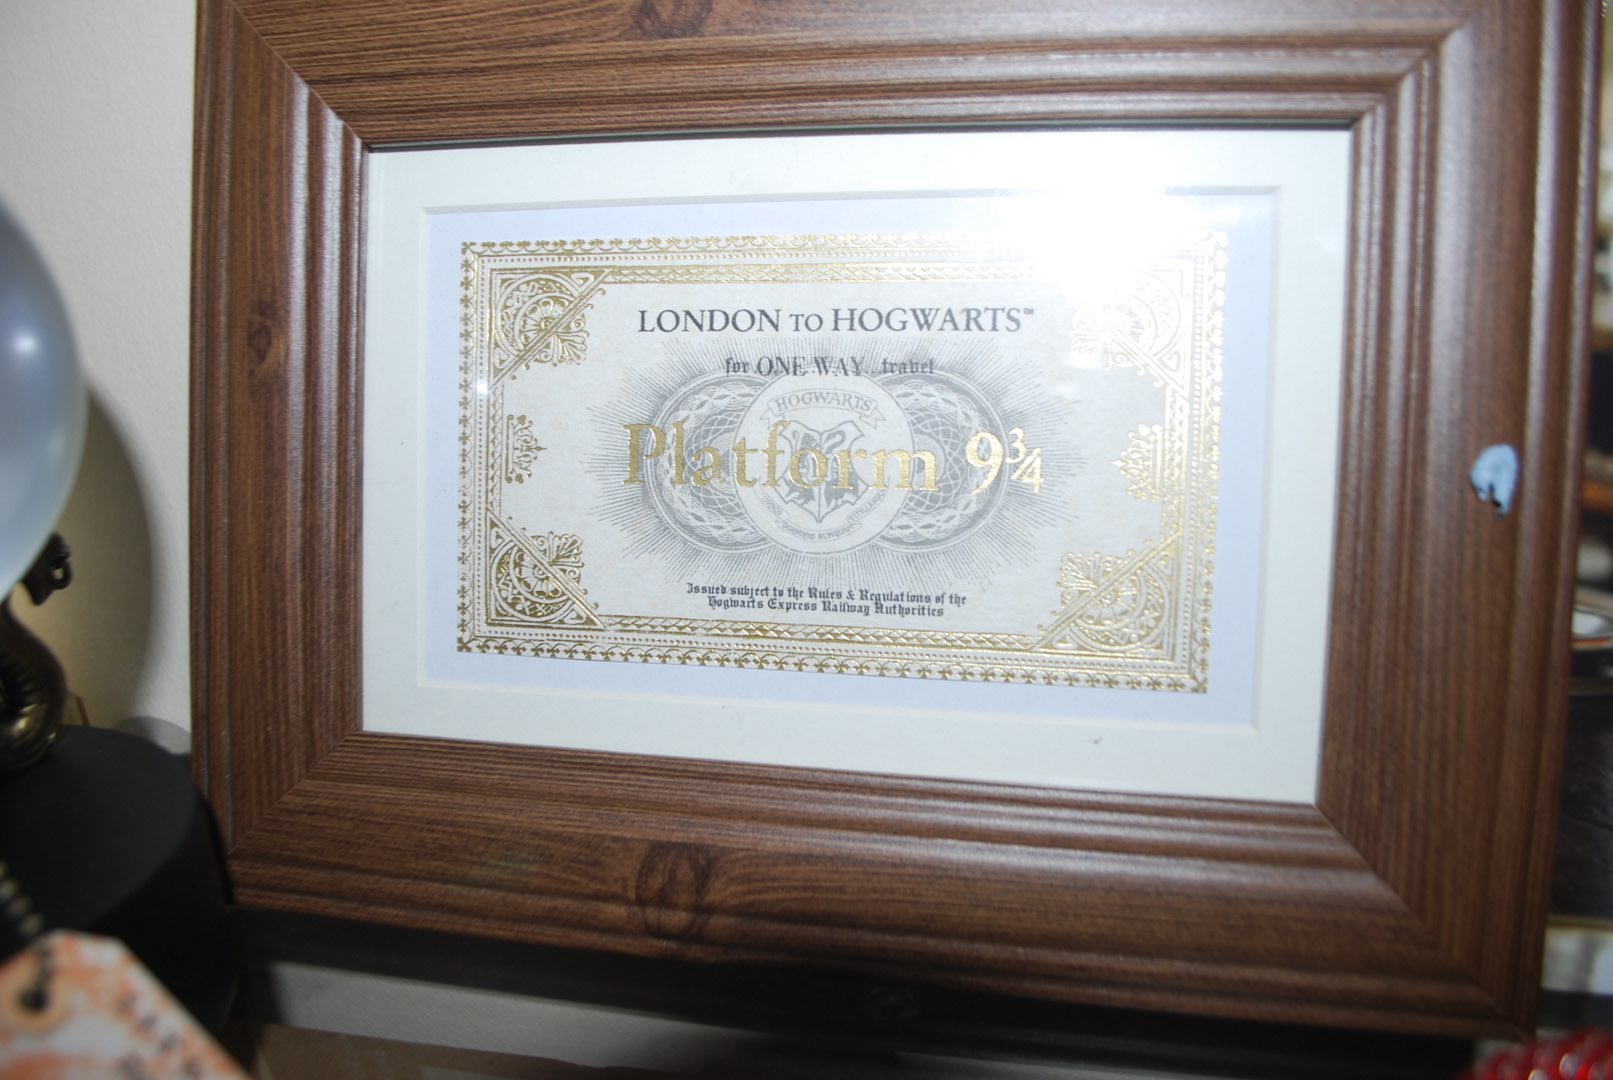 LONDON TO HOGWARTS™
for ONE WAY travel
HOGWARTS
Platform 9¾
Issued subject to the Rules & Regulations of the
Hogwarts Express Railway Authorities